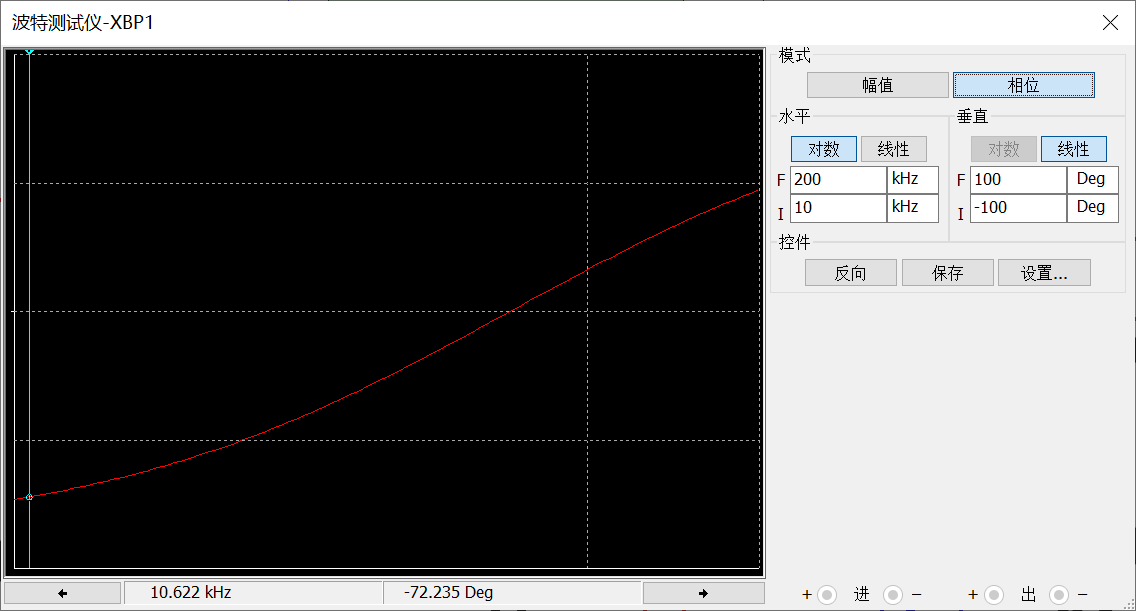 波特测试仪-XBP1
模式
幅值 相位
水平 垂直
对数 线性 对数 线性
F 200 kHz F 100 Deg
I 10 kHz I -100 Deg
控件
反向 保存 设置...
10.622 kHz -72.235 Deg
+ 进 − + 出 −